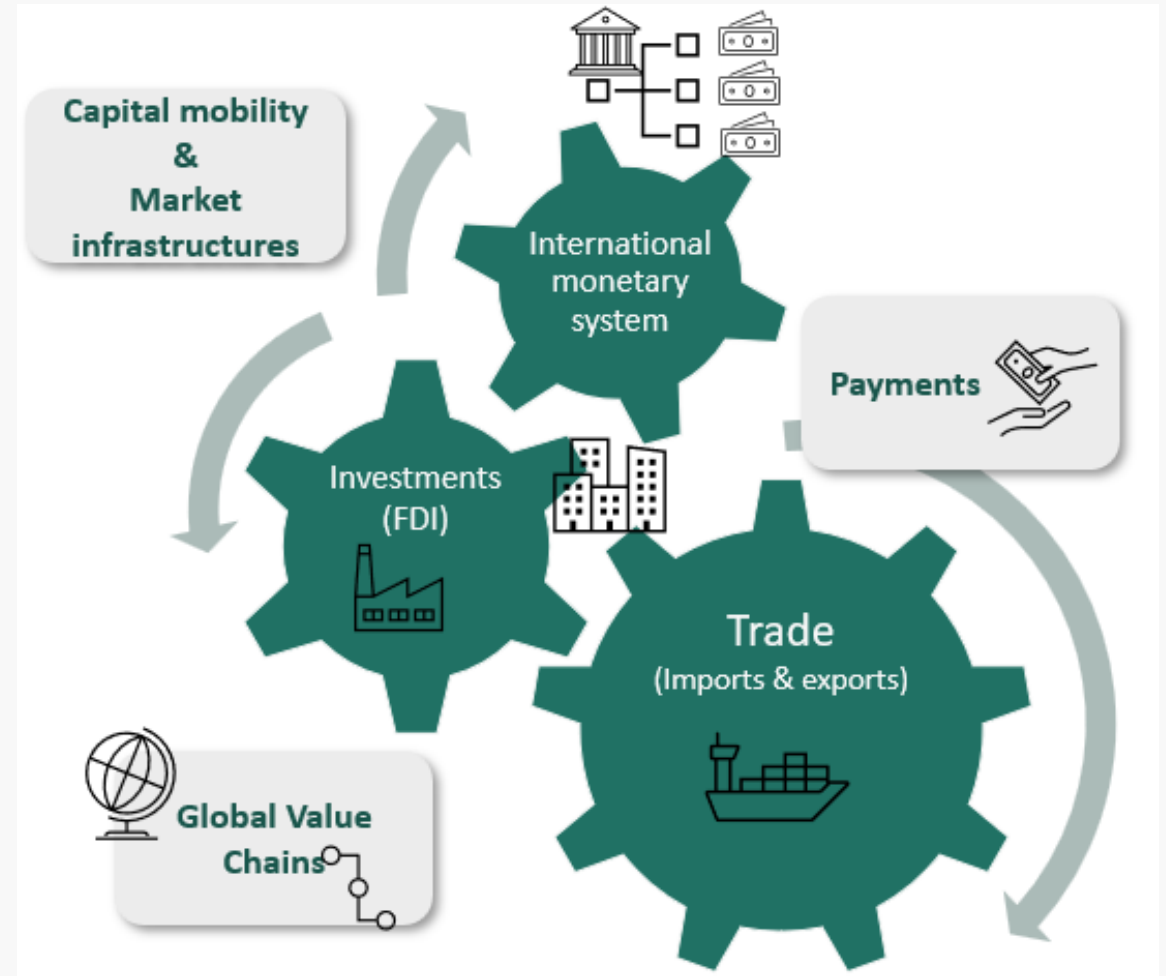 Capital mobility
&
Market
infrastructures
International
monetary
system
Payments
Investments
(FDI)
Trade
(Imports & exports)
Global Value
Chains